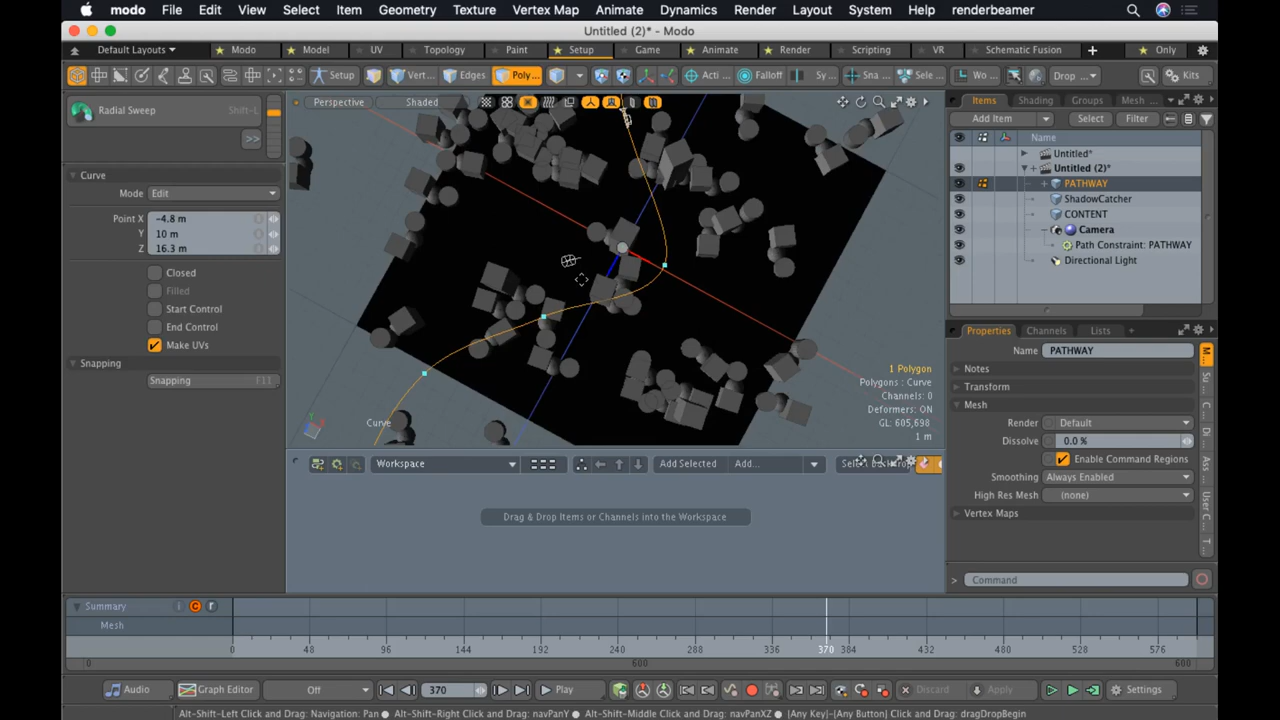 modo File Edit View Select Item Geometry Texture Vertex Map Animate Dynamics Render Layout System Help renderbeamer
Untitled (2)* - Modo
Default Layouts Modo Model UV Topology Paint Setup Game Animate Render Scripting VR Schematic Fusion Only
Setup Vert ... Edges Poly ... Acti ... Falloff Sy ... Sna ... Sele ... Wo ... Drop ... Kits
Radial Sweep Shift-L
>>
Curve
Mode Edit
Point X -4.8 m
Y 10 m
Z 16.3 m
Closed
Filled
Start Control
End Control
Make UVs
Snapping
Snapping F11
Perspective Shaded
Curve
1 Polygon
Polygons : Curve
Channels: 0
Deformers: ON
GL: 605,698
1 m
Workspace Add Selected Add...
Drag & Drop Items or Channels into the Workspace
Items Shading Groups Mesh ...
Add Item Select Filter
Name
Untitled*
Untitled (2)*
PATHWAY
ShadowCatcher
CONTENT
Camera
Path Constraint: PATHWAY
Directional Light
Properties Channels Lists +
Name PATHWAY
Notes
Transform
Mesh
Render Default
Dissolve 0.0 %
Enable Command Regions
Smoothing Always Enabled
High Res Mesh (none)
Vertex Maps
Command
Summary
Mesh
0 48 96 144 192 240 288 336 370 384 432 480 528 576
0 600 600
Audio Graph Editor Off 370 Play Discard Apply Settings
Alt-Shift-Left Click and Drag: Navigation: Pan ● Alt-Shift-Right Click and Drag: navPanY ● Alt-Shift-Middle Click and Drag: navPanXZ ● [Any Key]-[Any Button] Click and Drag: dragDropBegin